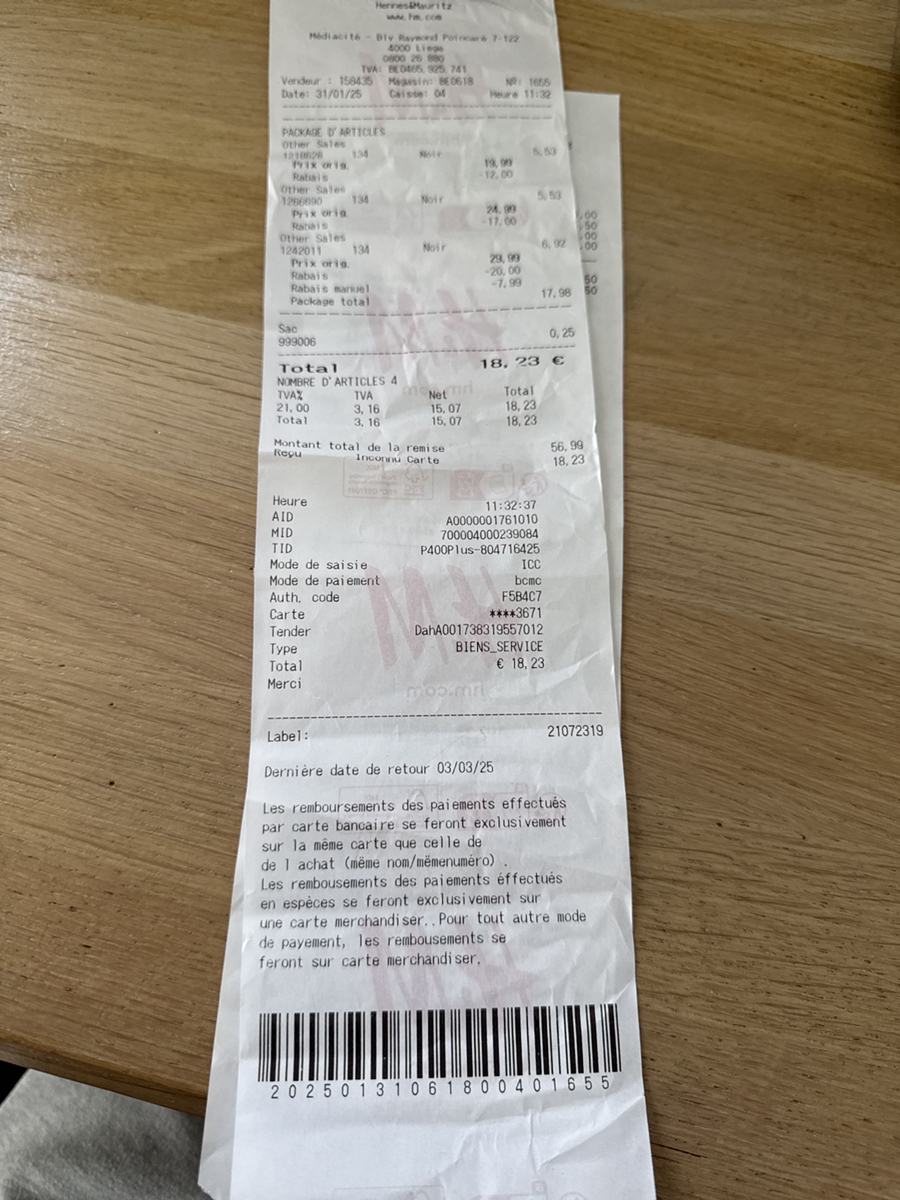 Hennes&Mauritz
www.hm.com
Médiacité - Blv Raymond Poincaré 7-122
4000 Liège
0800 26 880
TVA: BE0465.925.741
Vendeur : 158435 Magasin: BE0618 NR: 1655
Date: 31/01/25 Caisse: 04 Heure 11:32
PACKAGE D'ARTICLES
Other Sales 5,53
134 Noir
Prix orig. 19,99
Rabais -12,00
Other Sales 5,53
134 Noir
Prix orig. 24,99
Rabais -17,00
Other Sales 6,92
1242011 134 Noir
Prix orig. 29,99
Rabais -20,00
Rabais manuel -7,99
Package total 17,98
Sac 0,25
999006
Total 18,23 €
NOMBRE D'ARTICLES 4
TVA% TVA Net Total
21,00 3,16 15,07 18,23
Total 3,16 15,07 18,23
Montant total de la remise 56,99
Reçu Inconnu Carte 18,23
Heure 11:32:37
AID A0000001761010
MID 700004000239084
TID P400Plus-804716425
Mode de saisie ICC
Mode de paiement bcmc
Auth. code F5B4C7
Carte ****3671
Tender DahA001738319557012
Type BIENS_SERVICE
Total € 18,23
Merci
Label: 21072319
Dernière date de retour 03/03/25
Les remboursements des paiements effectués
par carte bancaire se feront exclusivement
sur la même carte que celle de
de l achat (même nom/mëmenuméro) .
Les rembousements des paiements éffectués
en espèces se feront exclusivement sur
une carte merchandiser..Pour tout autre mode
de payement, les rembousements se
feront sur carte merchandiser.
20250131061800401655